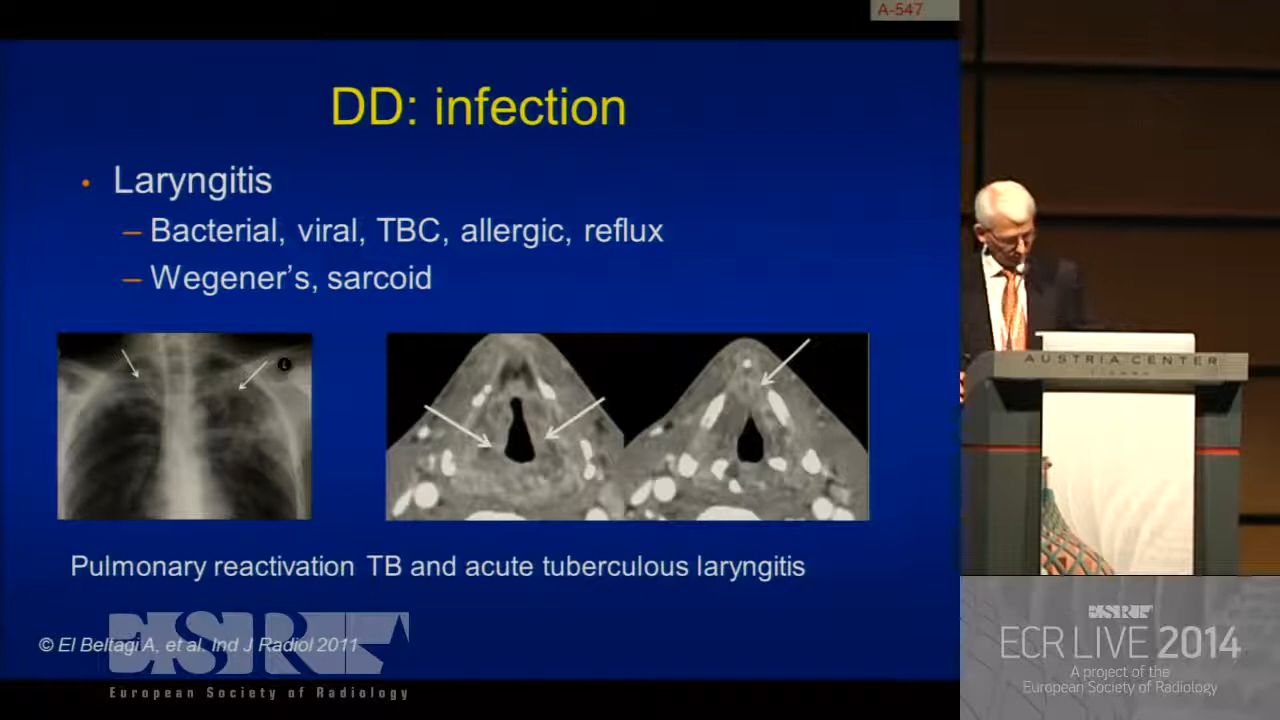 A-547
DD: infection
• Laryngitis
– Bacterial, viral, TBC, allergic, reflux
– Wegener's, sarcoid
L
Pulmonary reactivation TB and acute tuberculous laryngitis
© El Beltagi A, et al. Ind J Radiol 2011
ESR
European Society of Radiology
AUSTRIA CENTER
ESR
ECR LIVE 2014
A project of the
European Society of Radiology